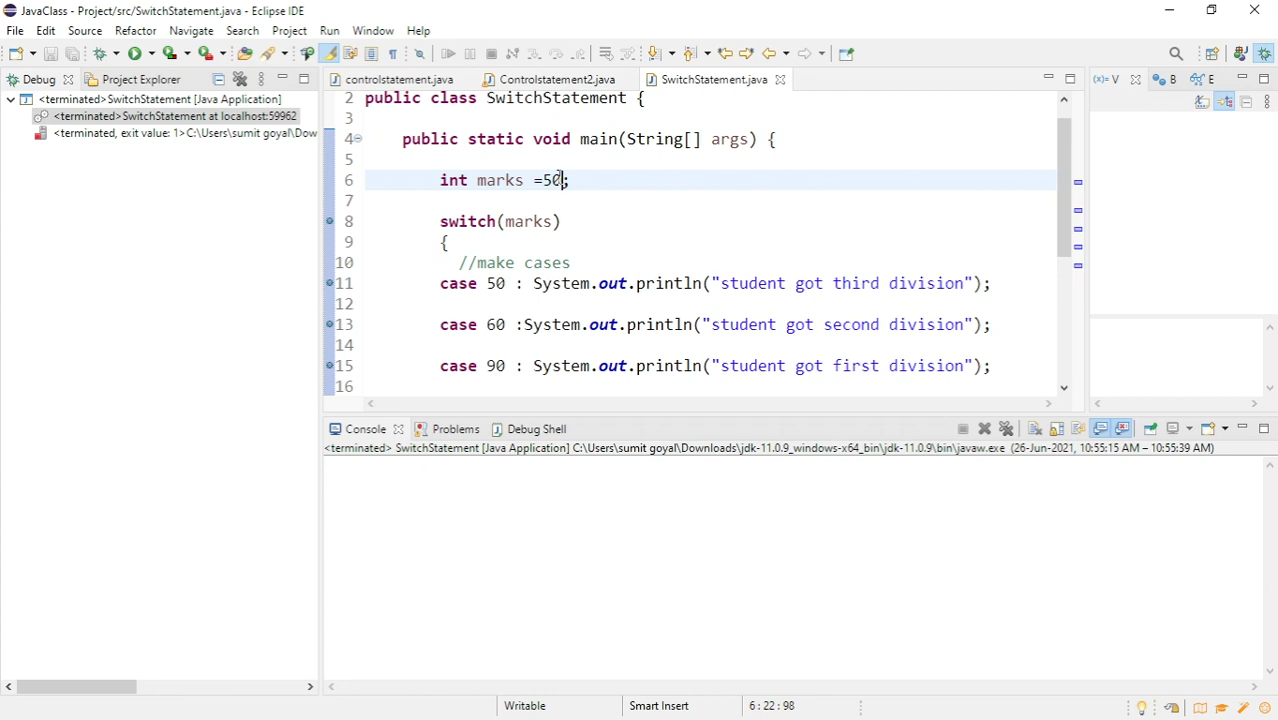 JavaClass - Project/src/SwitchStatement.java - Eclipse IDE
File Edit Source Refactor Navigate Search Project Run Window Help
Debug Project Explorer
<terminated>SwitchStatement [Java Application]
<terminated>SwitchStatement at localhost:59962
<terminated, exit value: 1>C:\Users\sumit goyal\Dow
controlstatement.java Controlstatement2.java SwitchStatement.java
2 public class SwitchStatement {
3
4 public static void main(String[] args) {
5
6 int marks =50;
7
8 switch(marks)
9 {
10 //make cases
11 case 50 : System.out.println("student got third division");
12
13 case 60 :System.out.println("student got second division");
14
15 case 90 : System.out.println("student got first division");
16
(x)= V B E
Console Problems Debug Shell
<terminated> SwitchStatement [Java Application] C:\Users\sumit goyal\Downloads\jdk-11.0.9_windows-x64_bin\jdk-11.0.9\bin\javaw.exe (26-Jun-2021, 10:55:15 AM – 10:55:39 AM)
Writable Smart Insert 6 : 22 : 98